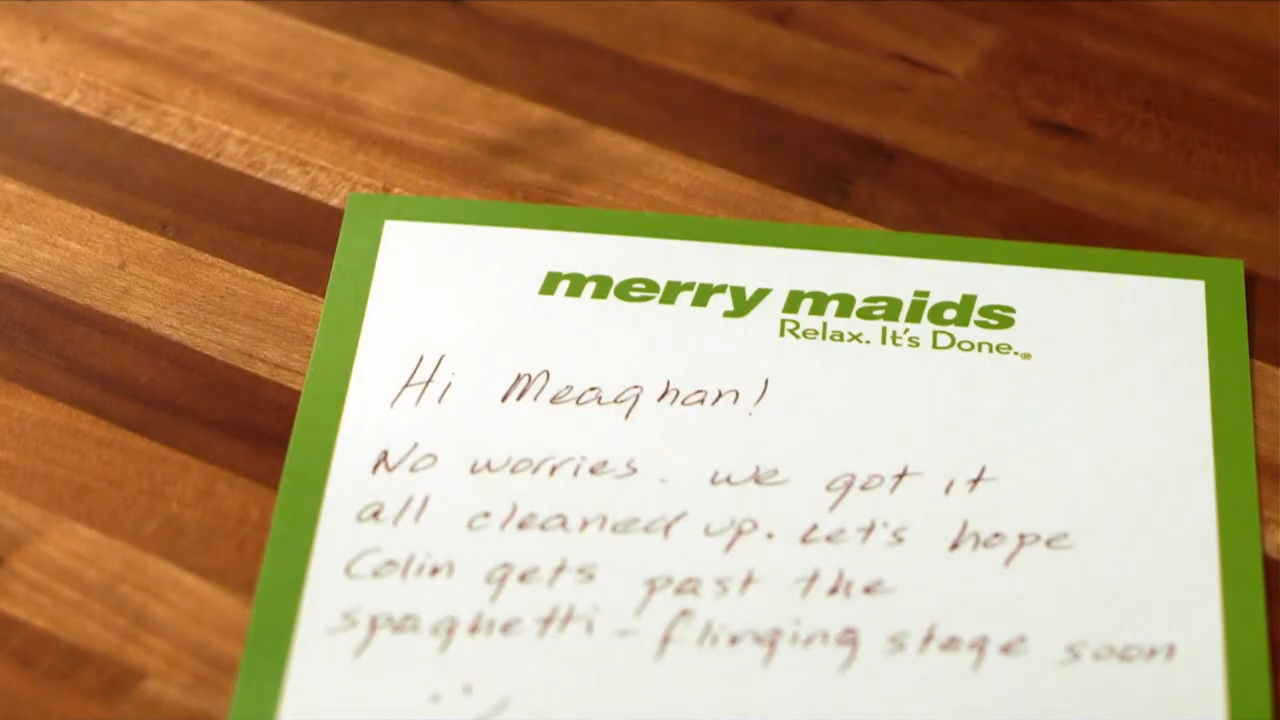 merry maids
Relax. It's Done.®
Hi Meaghan!
No worries. we got it
all cleaned up. Let's hope
Colin gets past the
spaghetti-flinging stage soon